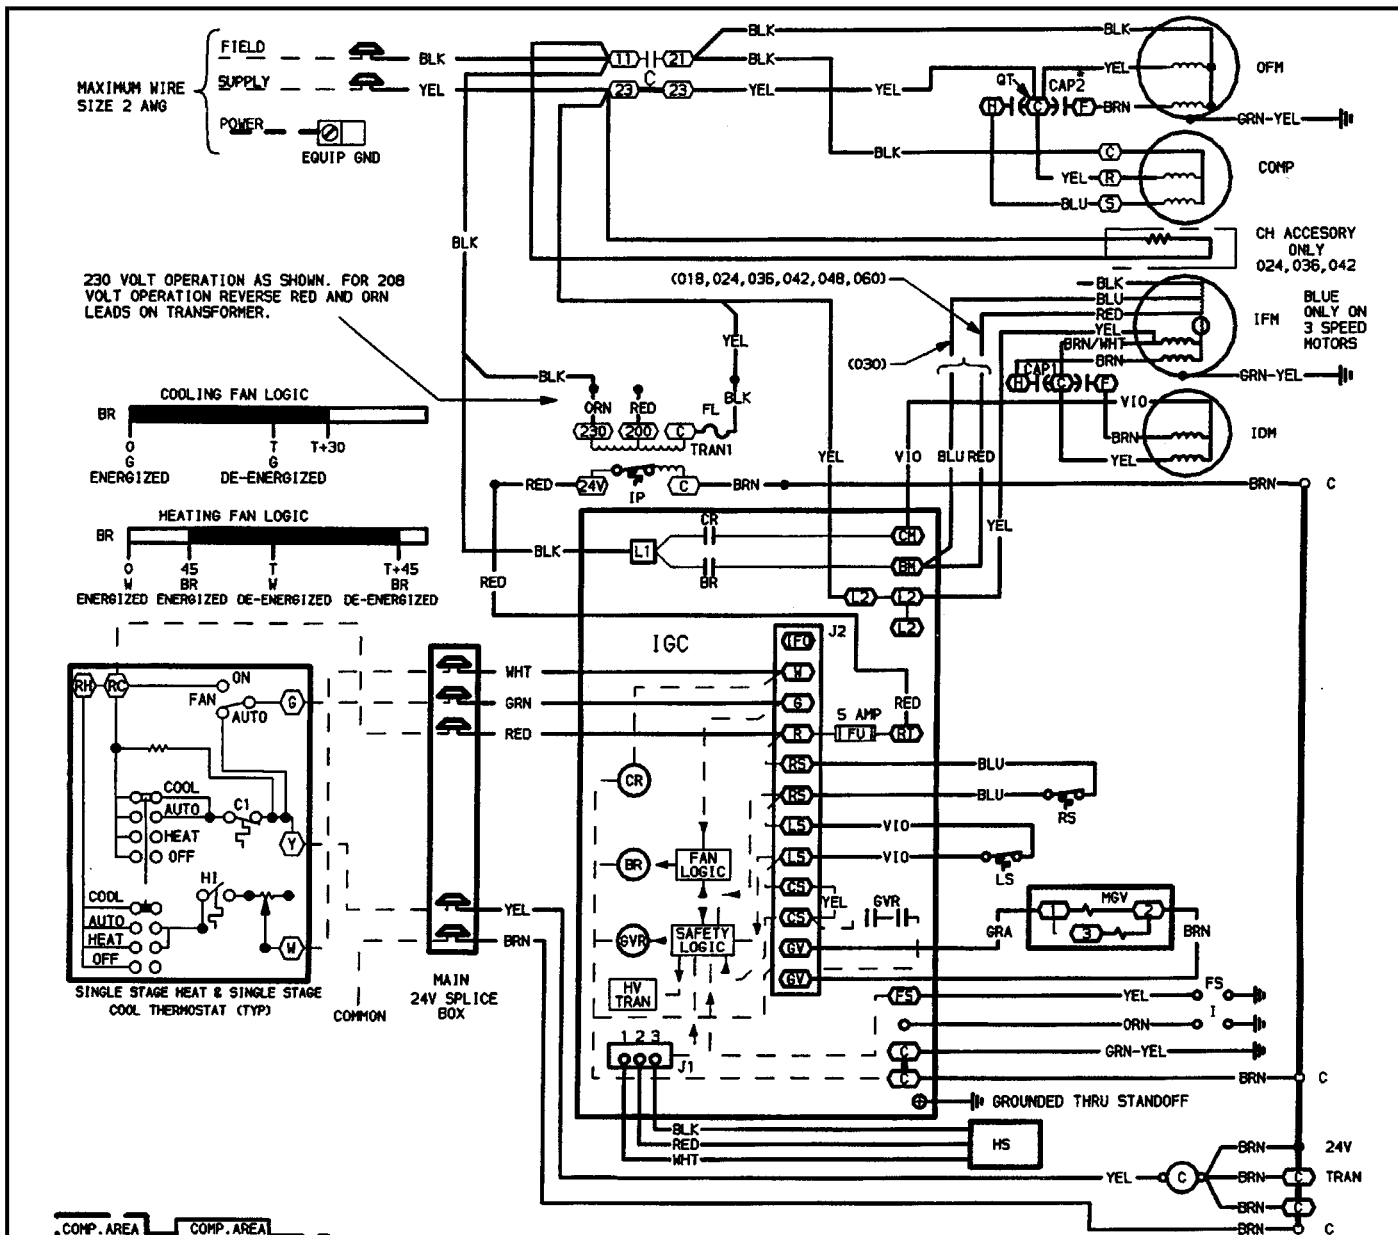 FIELD
SUPPLY
POWER
MAXIMUM WIRE
SIZE 2 AWG
EQUIP GND
BLK
YEL
11
21
C
23
23
BLK
BLK
YEL
YEL
BLK
YEL
QT
CAP2*
H
C
F
BRN
OFM
GRN-YEL
BLK
C
YEL
R
BLU
S
COMP
CH ACCESORY
ONLY
024,036,042
BLK
230 VOLT OPERATION AS SHOWN. FOR 208
VOLT OPERATION REVERSE RED AND ORN
LEADS ON TRANSFORMER.
(018,024,036,042,048,060)
(030)
BLK
BLU
RED
YEL
BRN/WHT
BRN
IFM
BLUE
ONLY ON
3 SPEED
MOTORS
CAP1
H
C
F
GRN-YEL
VIO
BRN
YEL
IDM
YEL
BLK
BLK
ORN
RED
FL
230
200
C
TRAN1
COOLING FAN LOGIC
BR
0
G
ENERGIZED
T
G
DE-ENERGIZED
T+30
YEL
VIO
BLU
RED
RED
24V
IP
C
BRN
BRN
C
YEL
HEATING FAN LOGIC
BR
0
W
ENERGIZED
45
BR
ENERGIZED
T
W
DE-ENERGIZED
T+45
BR
DE-ENERGIZED
BLK
L1
CR
BR
CH
BM
L2
L2
L2
RED
IGC
J2
IFO
W
G
R
RS
RS
LS
LS
CS
CS
GV
GV
5 AMP
FU
RED
R1
WHT
GRN
RED
YEL
BRN
MAIN
24V SPLICE
BOX
COMMON
RH
RC
ON
FAN
AUTO
G
COOL
AUTO
HEAT
OFF
C1
Y
H1
COOL
AUTO
HEAT
OFF
W
SINGLE STAGE HEAT & SINGLE STAGE
COOL THERMOSTAT (TYP)
CR
BR
FAN
LOGIC
GVR
SAFETY
LOGIC
HV
TRAN
BLU
BLU
RS
VIO
VIO
LS
YEL
GVR
GRA
MGV
1
2
3
BRN
FS
YEL
FS
ORN
I
C
GRN-YEL
C
BRN
C
GROUNDED THRU STANDOFF
1 2 3
J1
BLK
RED
WHT
HS
YEL
C
BRN
24V
BRN
C
TRAN
BRN
C
BRN
C
COMP. AREA
COMP. AREA